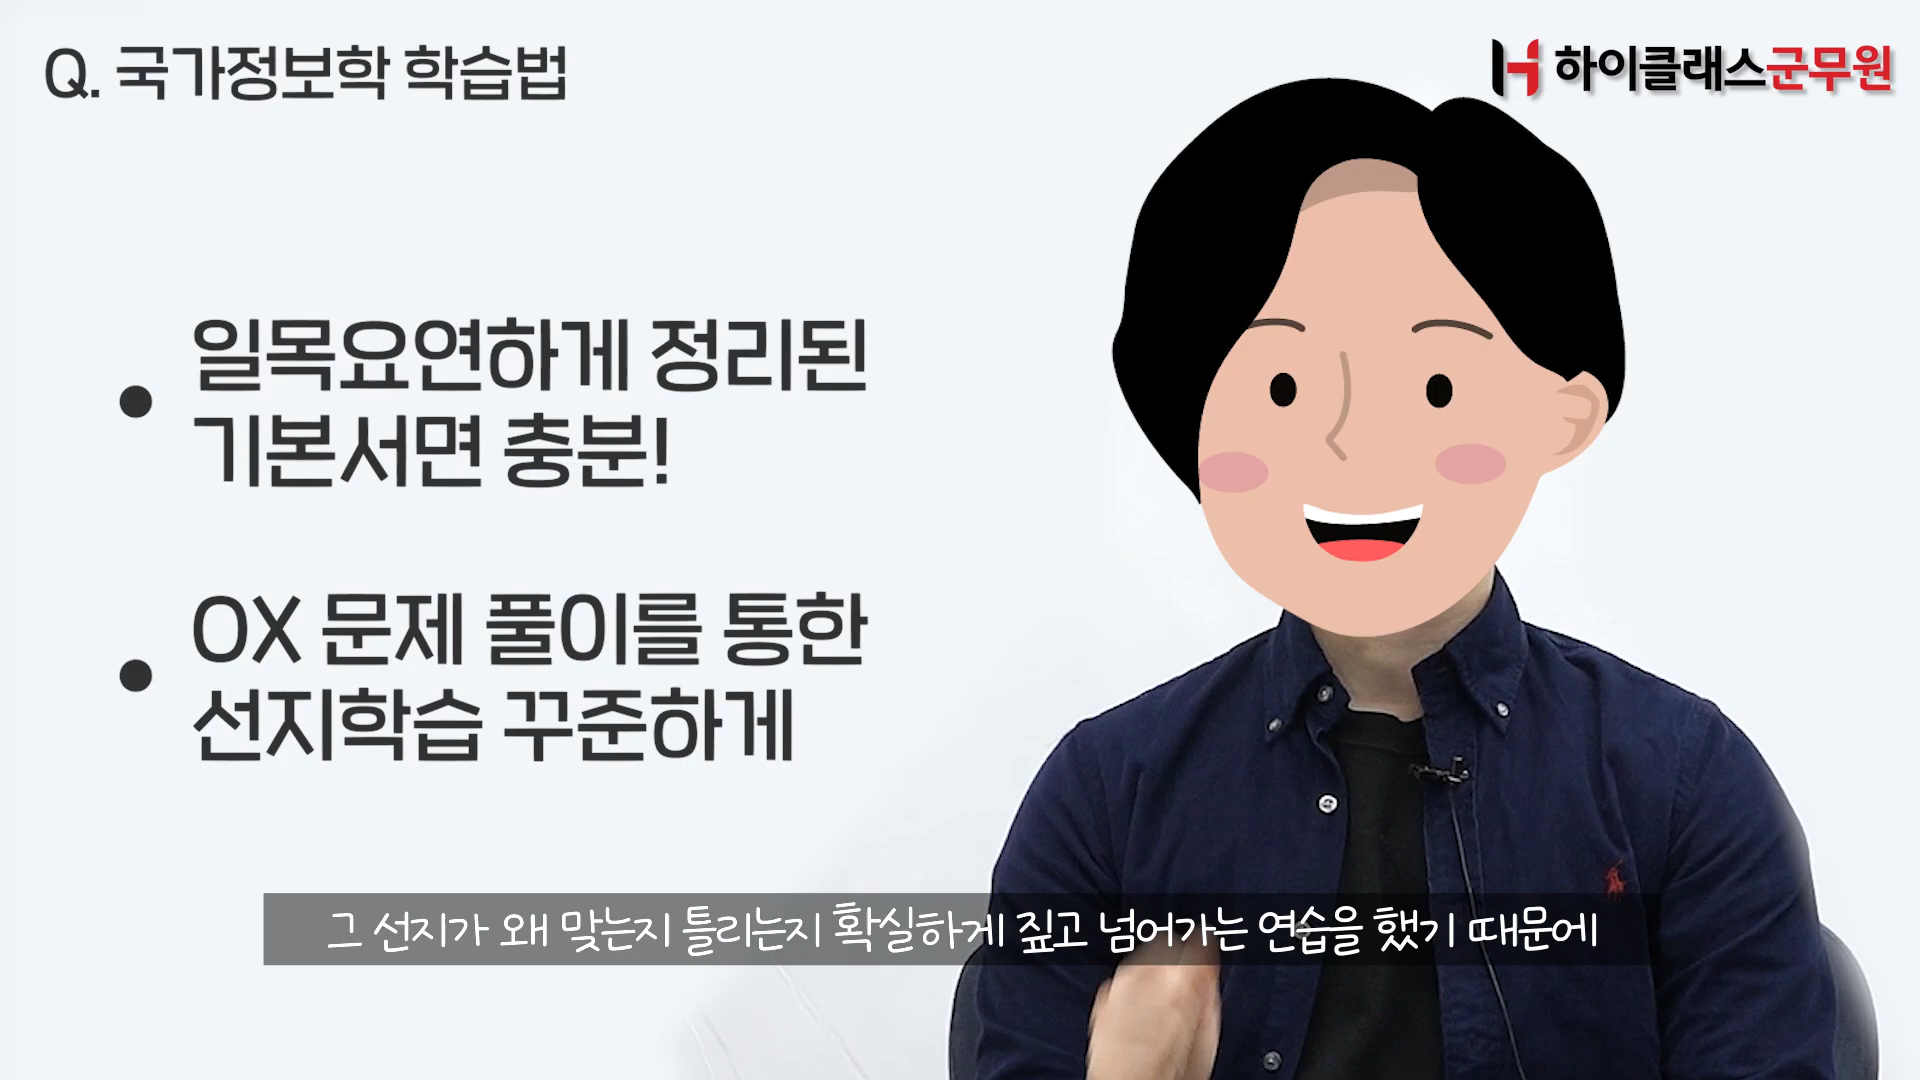 Q. 국가정보학 학습법
하이클래스군무원
일목요연하게 정리된
기본서면 충분!
OX 문제 풀이를 통한
선지학습 꾸준하게
그 선지가 왜 맞는지 틀리는지 확실하게 짚고 넘어가는 연습을 했기 때문에